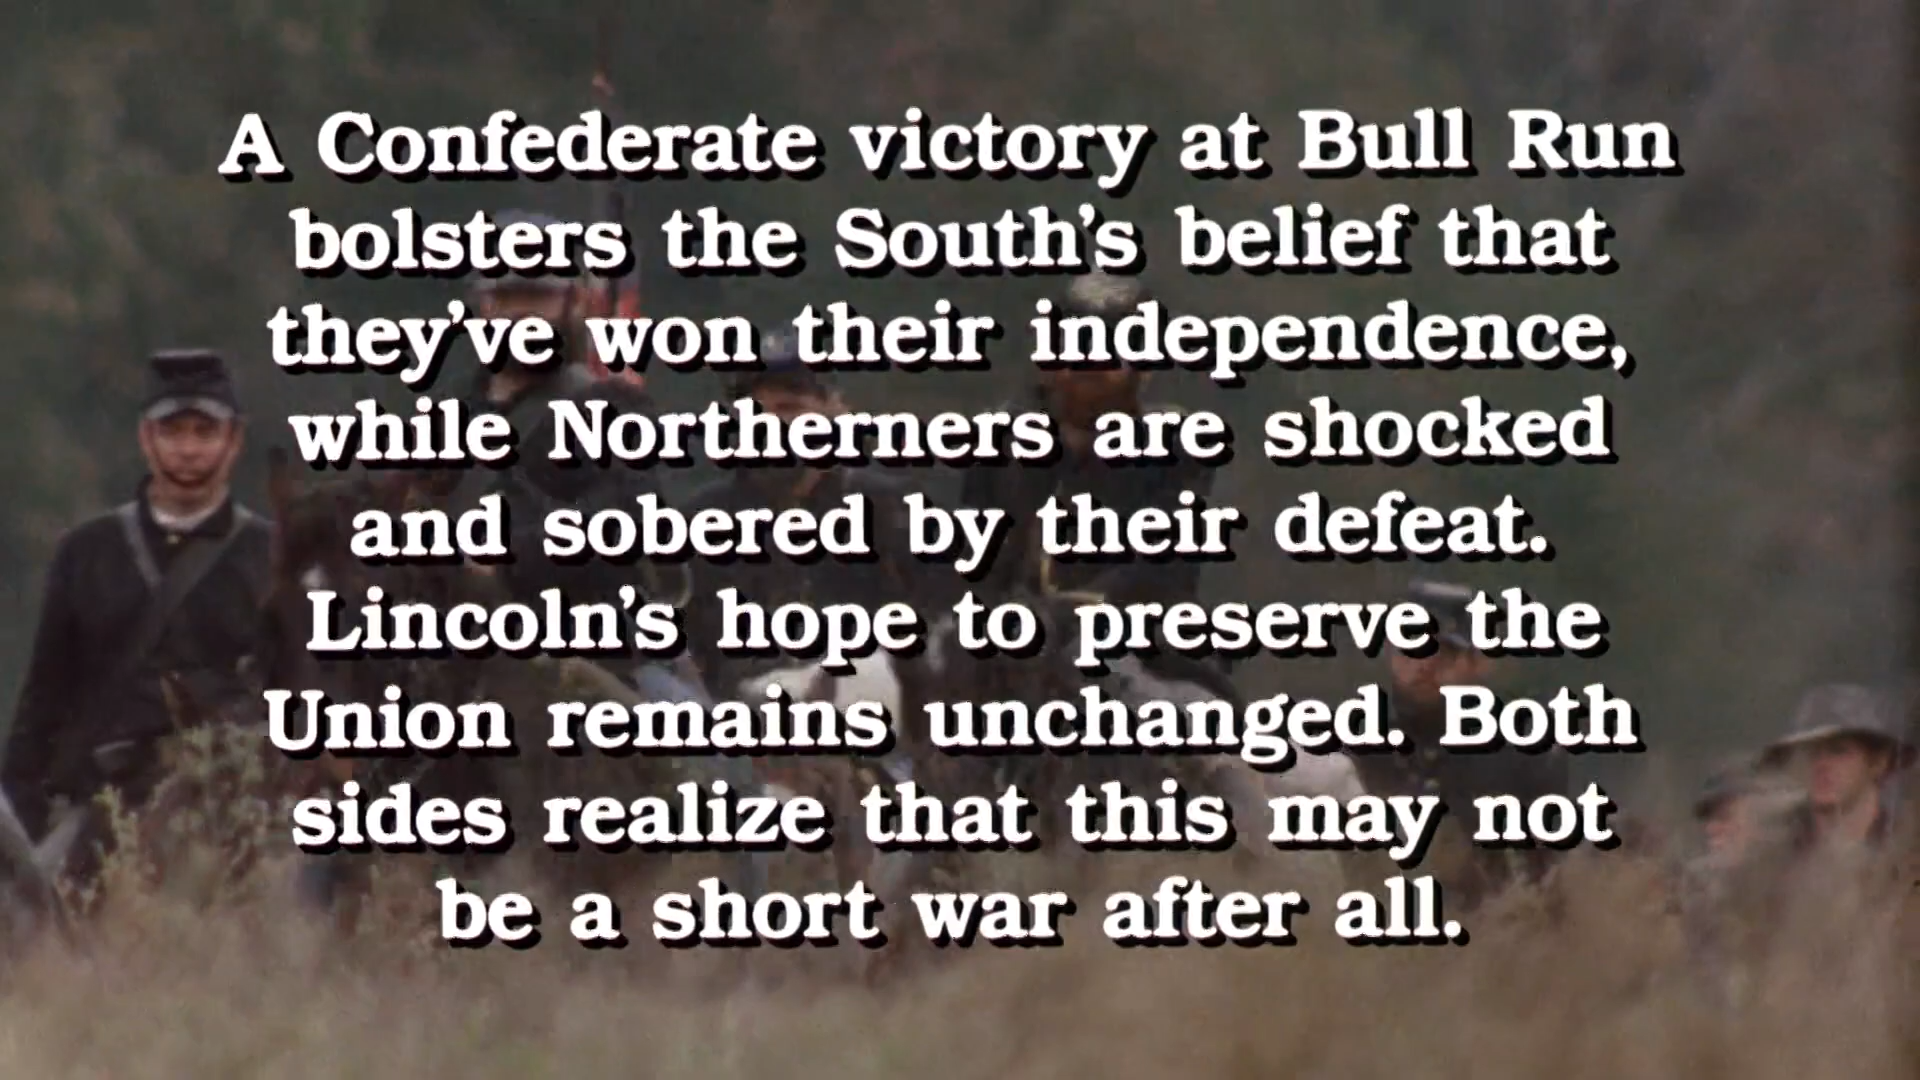 A Confederate victory at Bull Run
bolsters the South's belief that
they've won their independence,
while Northerners are shocked
and sobered by their defeat.
Lincoln's hope to preserve the
Union remains unchanged. Both
sides realize that this may not
be a short war after all.